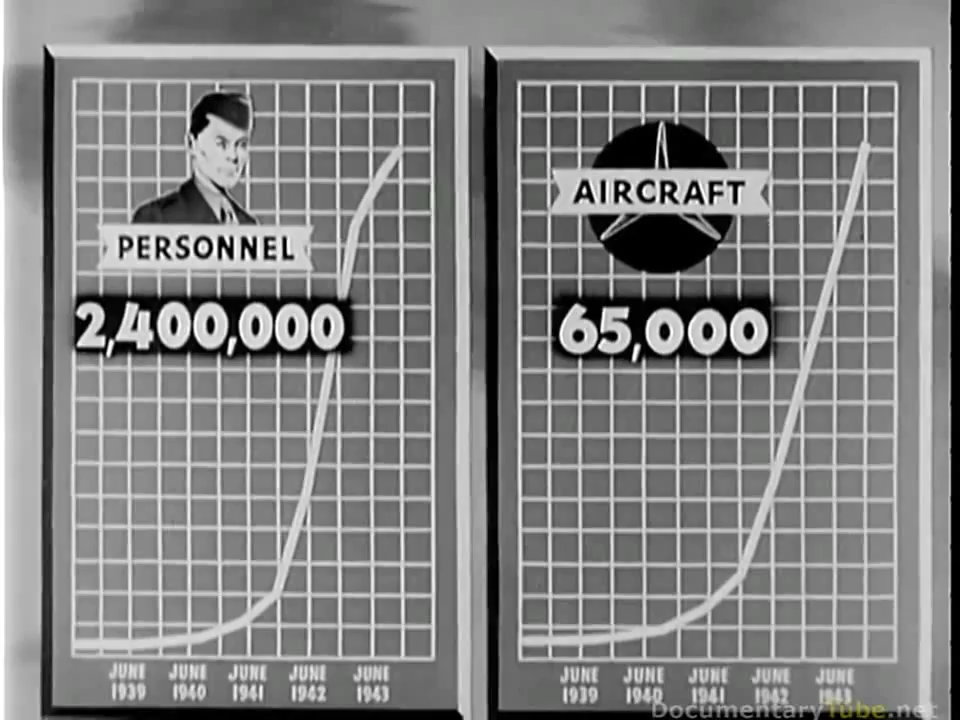 PERSONNEL
2,400,000
JUNE JUNE JUNE JUNE JUNE
1939 1940 1941 1942 1943
AIRCRAFT
65,000
JUNE JUNE JUNE JUNE JUNE
1939 1940 1941 1942 1943
DocumentaryTube.net